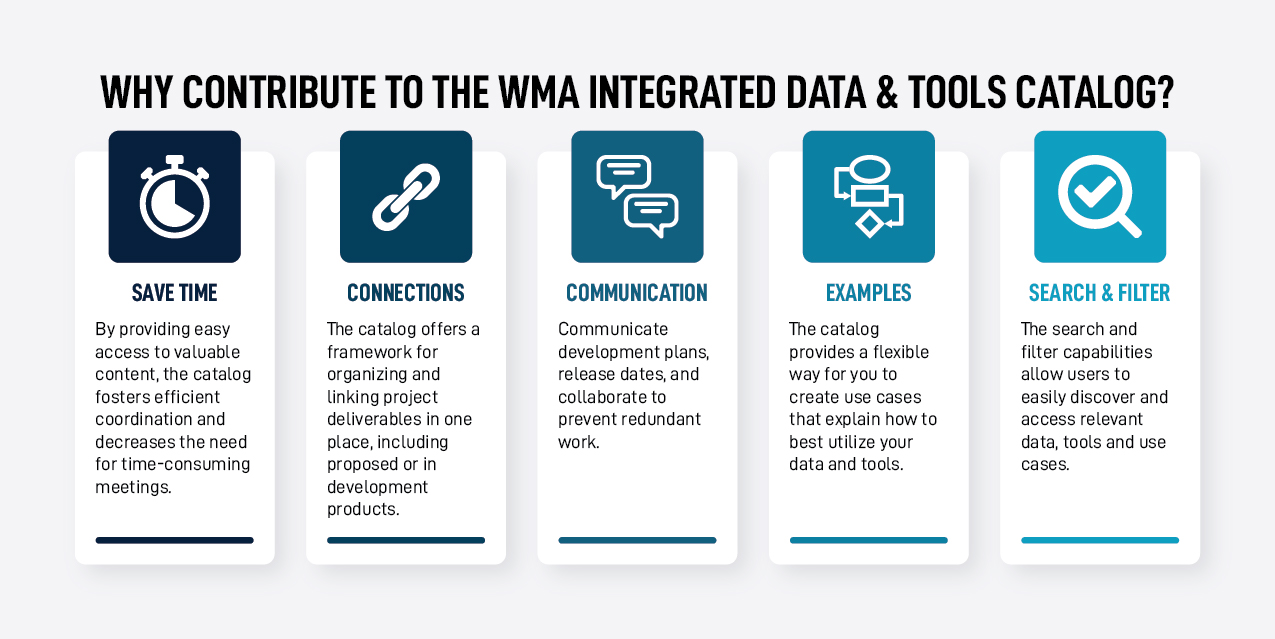 WHY CONTRIBUTE TO THE WMA INTEGRATED DATA & TOOLS CATALOG?
SAVE TIME
By providing easy
access to valuable
content, the catalog
fosters efficient
coordination and
decreases the need
for time-consuming
meetings.
CONNECTIONS
The catalog offers a
framework for
organizing and
linking project
deliverables in one
place, including
proposed or in
development
products.
COMMUNICATION
Communicate
development plans,
release dates, and
collaborate to
prevent redundant
work.
EXAMPLES
The catalog
provides a flexible
way for you to
create use cases
that explain how to
best utilize your
data and tools.
SEARCH & FILTER
The search and
filter capabilities
allow users to
easily discover and
access relevant
data, tools and use
cases.